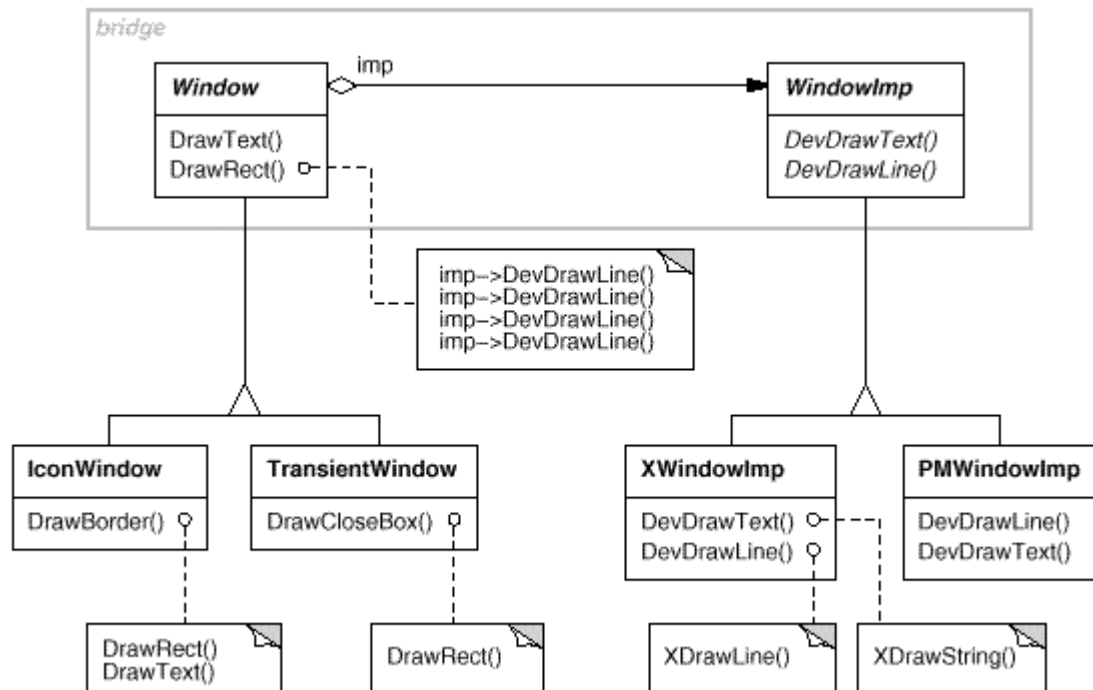 bridge
Window
imp
WindowImp
DrawText()
DrawRect()
DevDrawText()
DevDrawLine()
imp–>DevDrawLine()
imp–>DevDrawLine()
imp–>DevDrawLine()
imp–>DevDrawLine()
IconWindow
DrawBorder()
TransientWindow
DrawCloseBox()
XWindowImp
DevDrawText()
DevDrawLine()
PMWindowImp
DevDrawLine()
DevDrawText()
DrawRect()
DrawText()
DrawRect()
XDrawLine()
XDrawString()